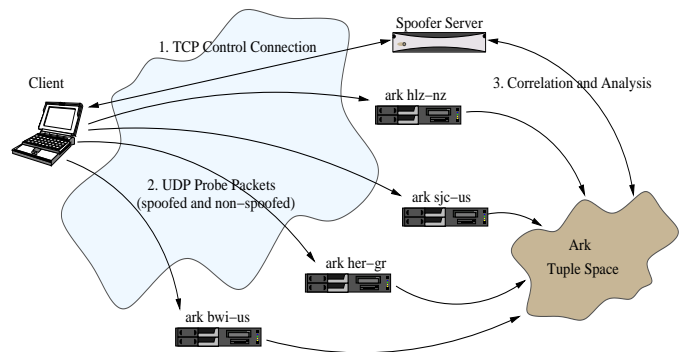 Spoofer Server
1. TCP Control Connection
Client
3. Correlation and Analysis
ark hlz−nz
2. UDP Probe Packets
(spoofed and non−spoofed)
ark sjc−us
Ark
Tuple Space
ark her−gr
ark bwi−us